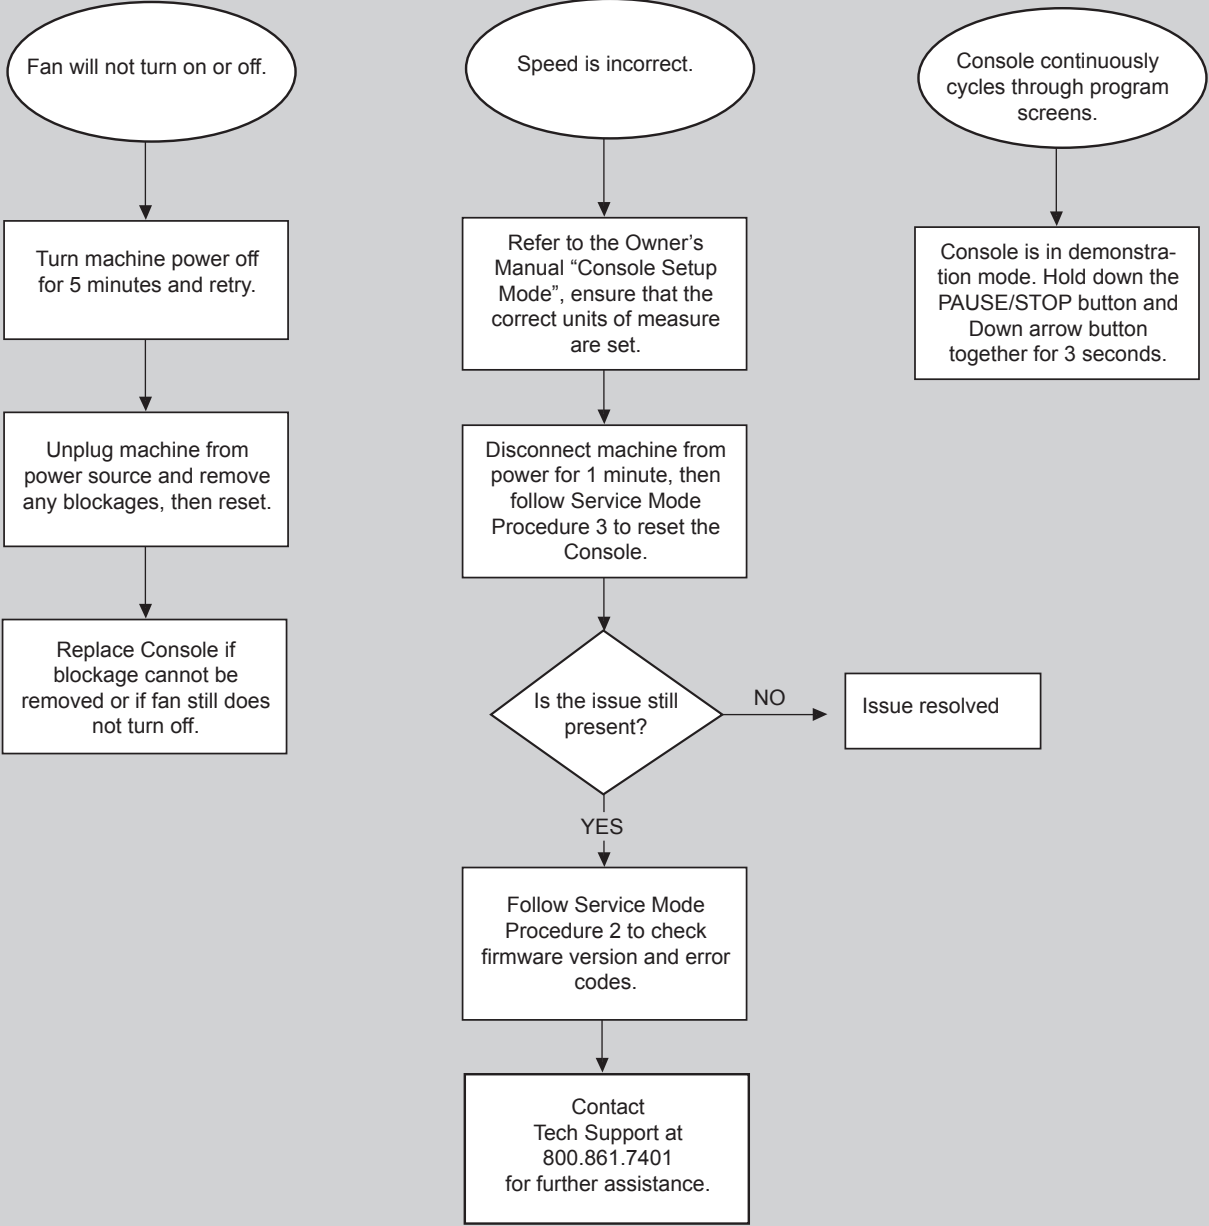 Fan will not turn on or off.
Turn machine power off
for 5 minutes and retry.
Unplug machine from
power source and remove
any blockages, then reset.
Replace Console if
blockage cannot be
removed or if fan still does
not turn off.
Speed is incorrect.
Refer to the Owner’s
Manual “Console Setup
Mode”, ensure that the
correct units of measure
are set.
Disconnect machine from
power for 1 minute, then
follow Service Mode
Procedure 3 to reset the
Console.
Is the issue still
present?
NO
Issue resolved
YES
Follow Service Mode
Procedure 2 to check
firmware version and error
codes.
Contact
Tech Support at
800.861.7401
for further assistance.
Console continuously
cycles through program
screens.
Console is in demonstra-
tion mode. Hold down the
PAUSE/STOP button and
Down arrow button
together for 3 seconds.